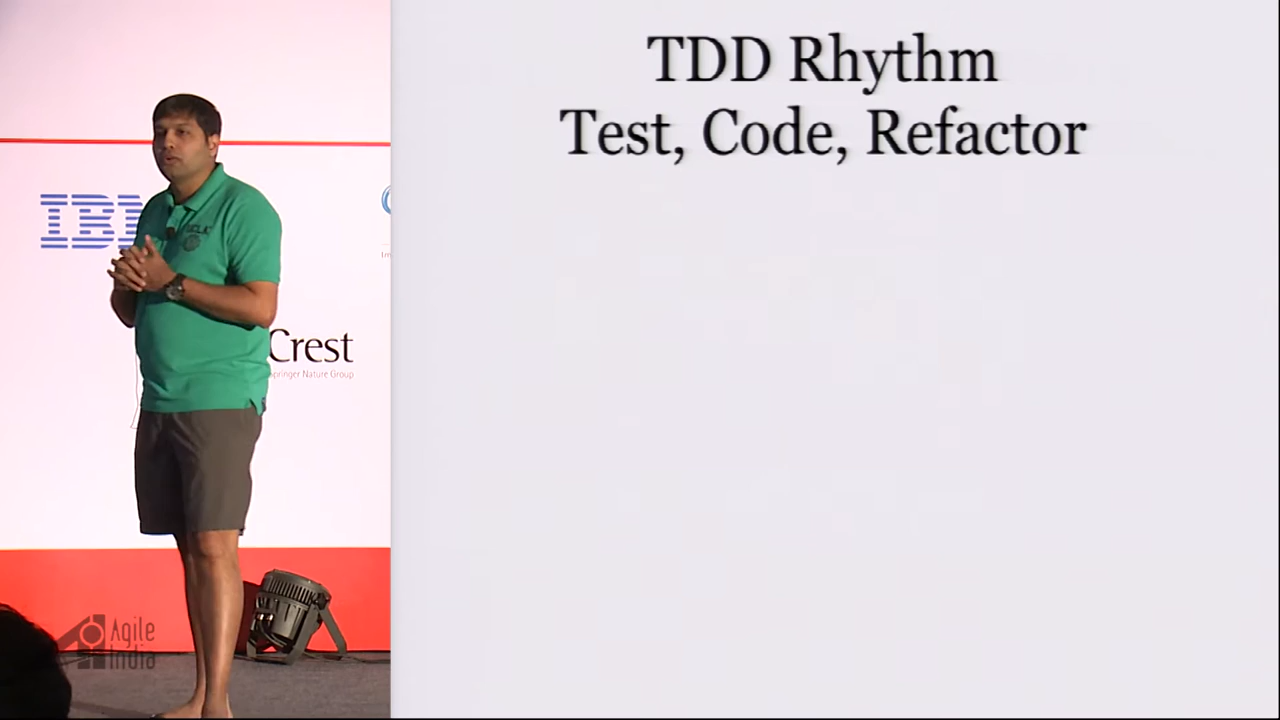 TDD Rhythm
Test, Code, Refactor
IBM
Crest
Springer Nature Group
Agile
India